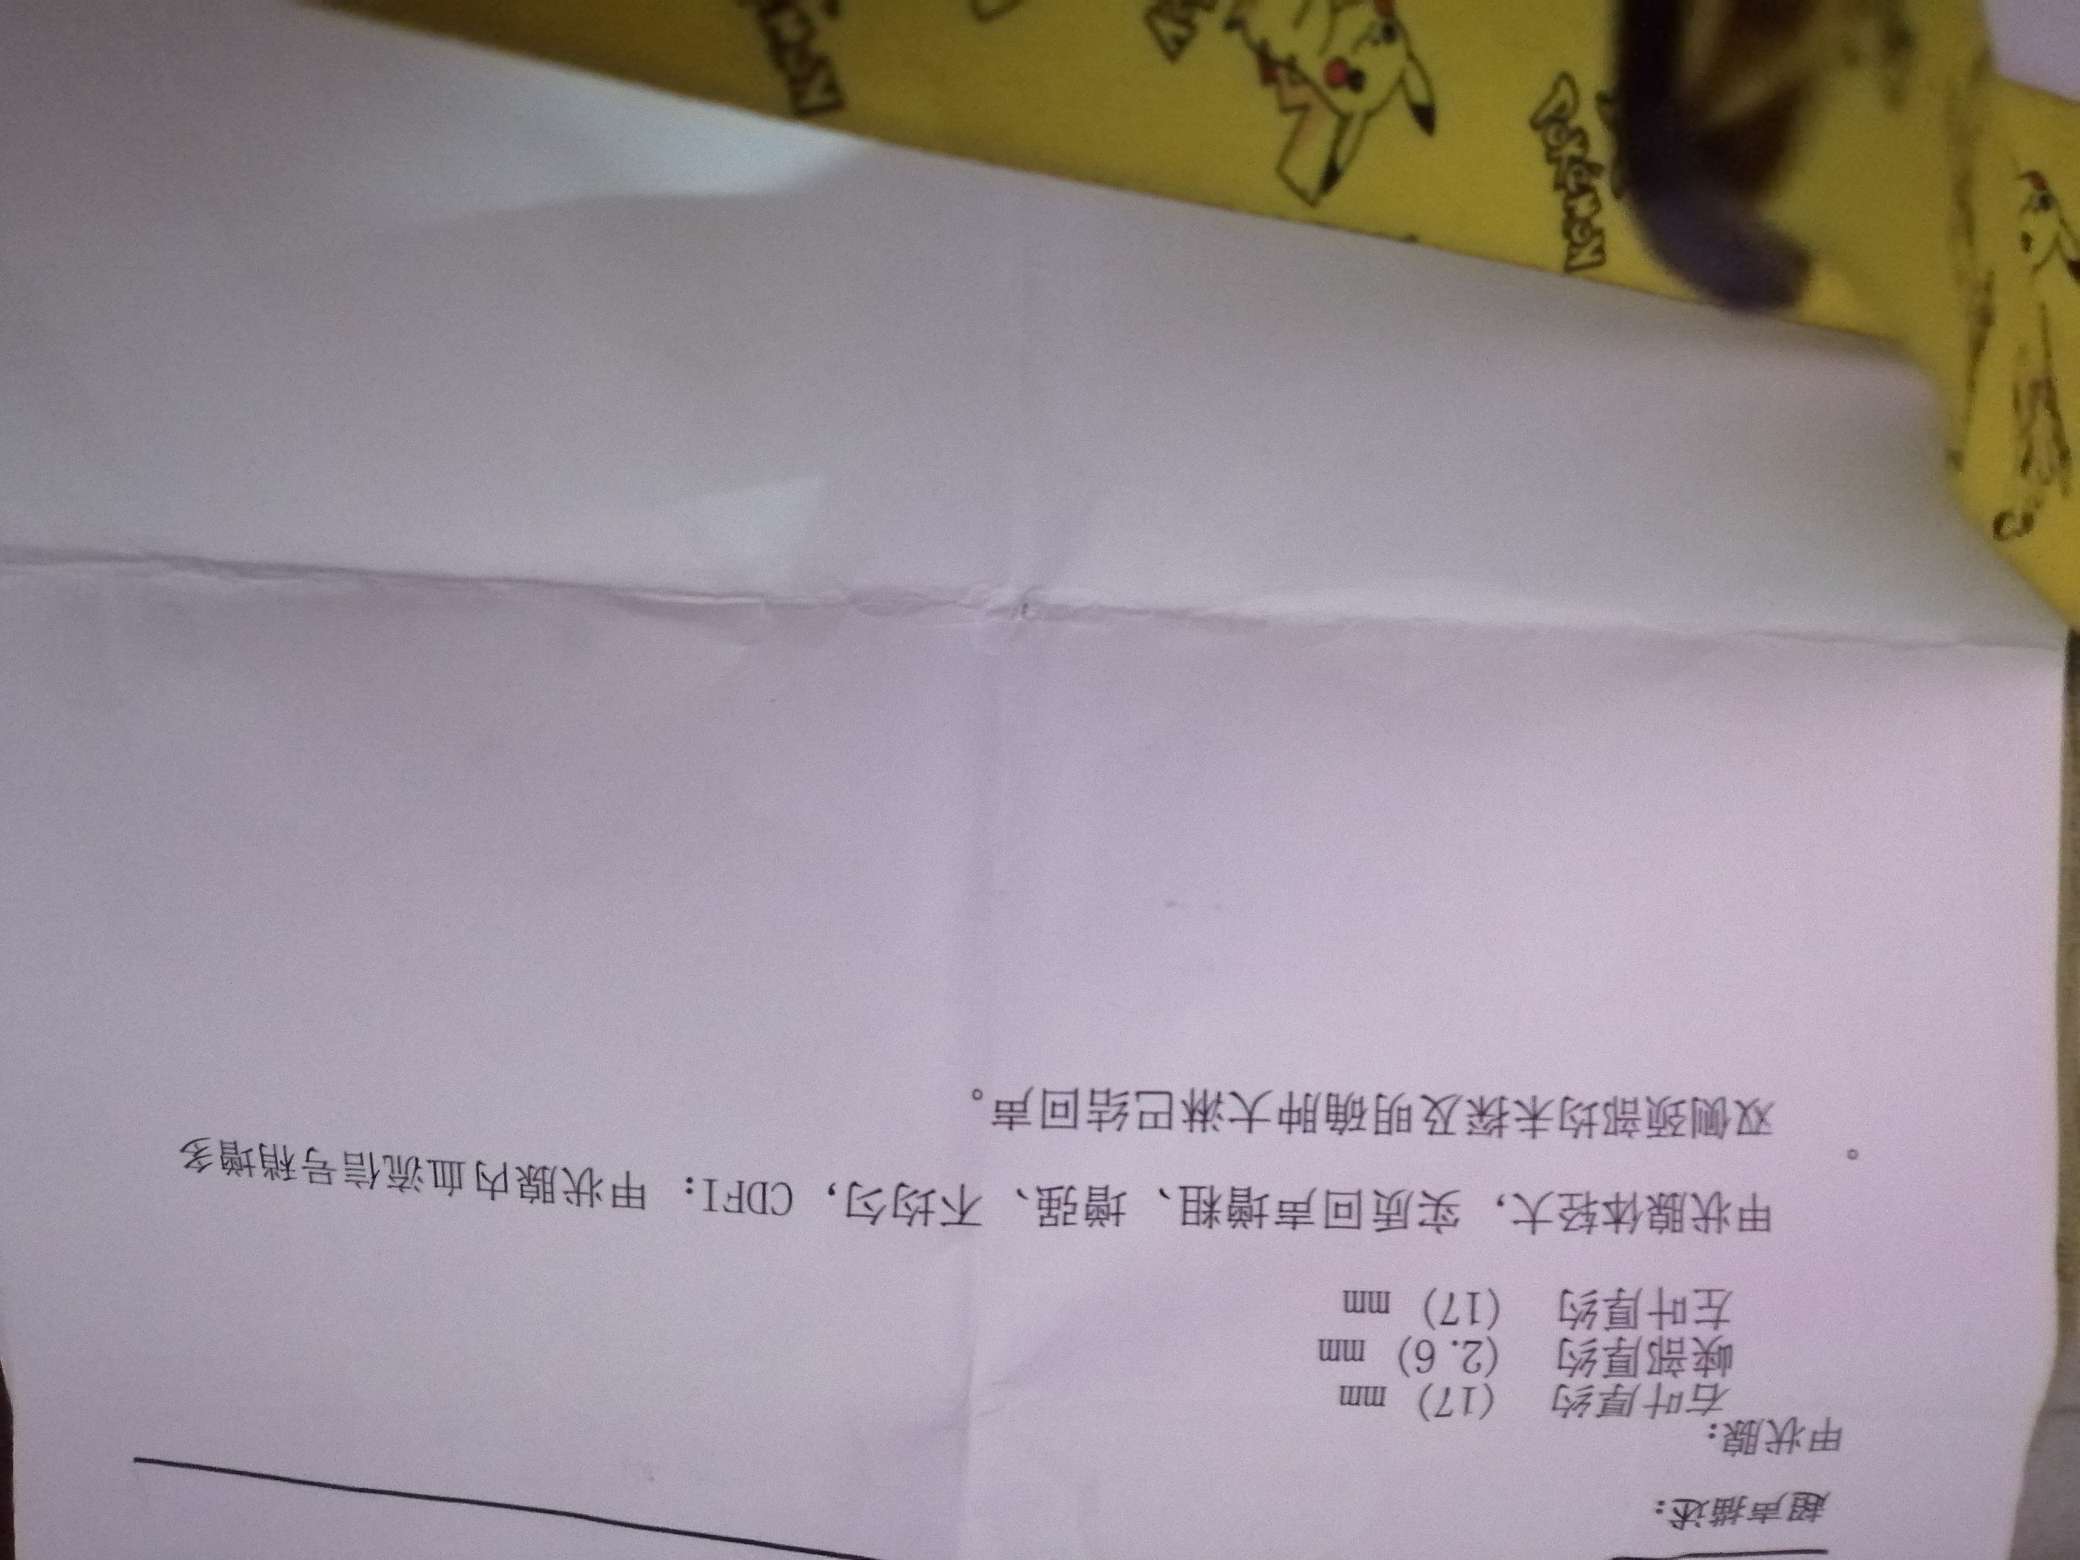 超声描述:
甲状腺:
右叶厚约 (17) mm
峡部厚约 (2.6) mm
左叶厚约 (17) mm
甲状腺体轻大, 实质回声增粗、增强、不均匀, CDFI: 甲状腺内血流信号稍增多
。
双侧颈部均未探及明确肿大淋巴结回声。
POKéMON